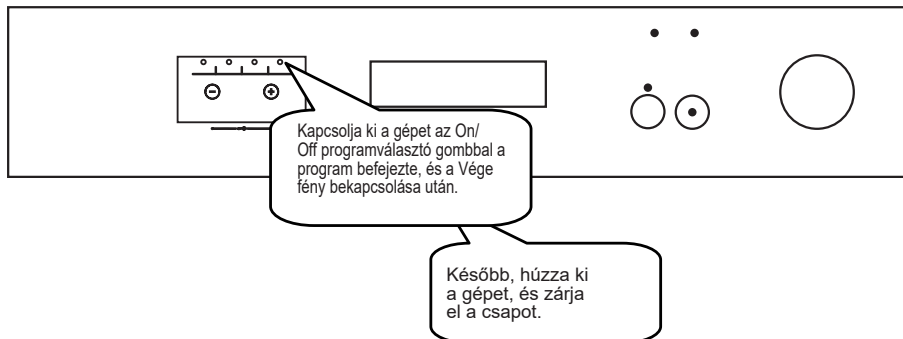 Kapcsolja ki a gépet az On/
Off programválasztó gombbal a
program befejezte, és a Vége
fény bekapcsolása után.
Később, húzza ki
a gépet, és zárja
el a csapot.